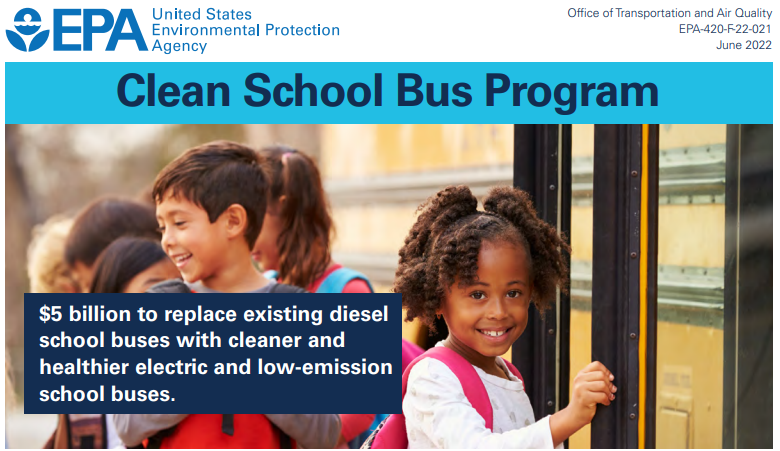 EPA
United States
Environmental Protection
Agency
Office of Transportation and Air Quality
EPA-420-F-22-021
June 2022
Clean School Bus Program
$5 billion to replace existing diesel
school buses with cleaner and
healthier electric and low-emission
school buses.